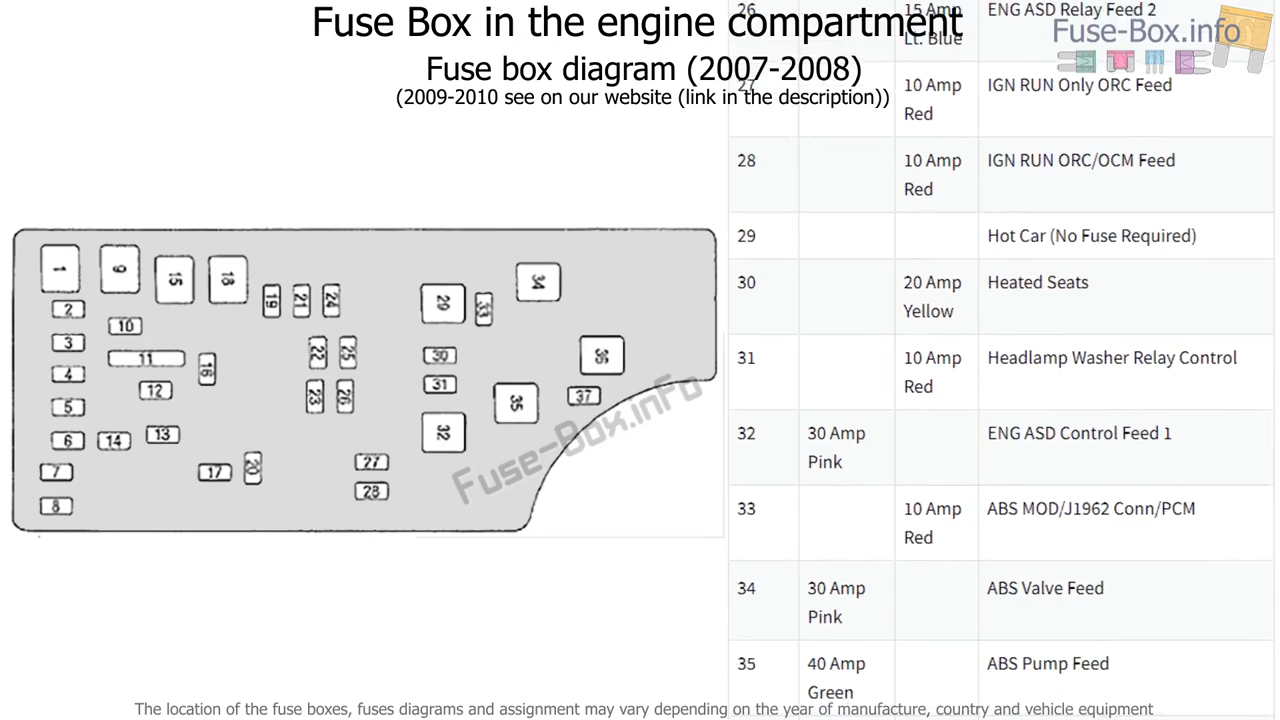 Fuse Box in the engine compartment
Fuse box diagram (2007-2008)
(2009-2010 see on our website (link in the description))
Fuse-Box.info
26 15 Amp Lt. Blue ENG ASD Relay Feed 2
27 10 Amp Red IGN RUN Only ORC Feed
28 10 Amp Red IGN RUN ORC/OCM Feed
29 Hot Car (No Fuse Required)
30 20 Amp Yellow Heated Seats
31 10 Amp Red Headlamp Washer Relay Control
32 30 Amp Pink ENG ASD Control Feed 1
33 10 Amp Red ABS MOD/J1962 Conn/PCM
34 30 Amp Pink ABS Valve Feed
35 40 Amp Green ABS Pump Feed
1 9 15 18 19 21 24 29 33 34
2 10
3 11 16 22 25 30 36
4 12 23 26 31 35 37
5
6 14 13 32
7 17 20 27
8 28
Fuse-Box.inFo
The location of the fuse boxes, fuses diagrams and assignment may vary depending on the year of manufacture, country and vehicle equipment